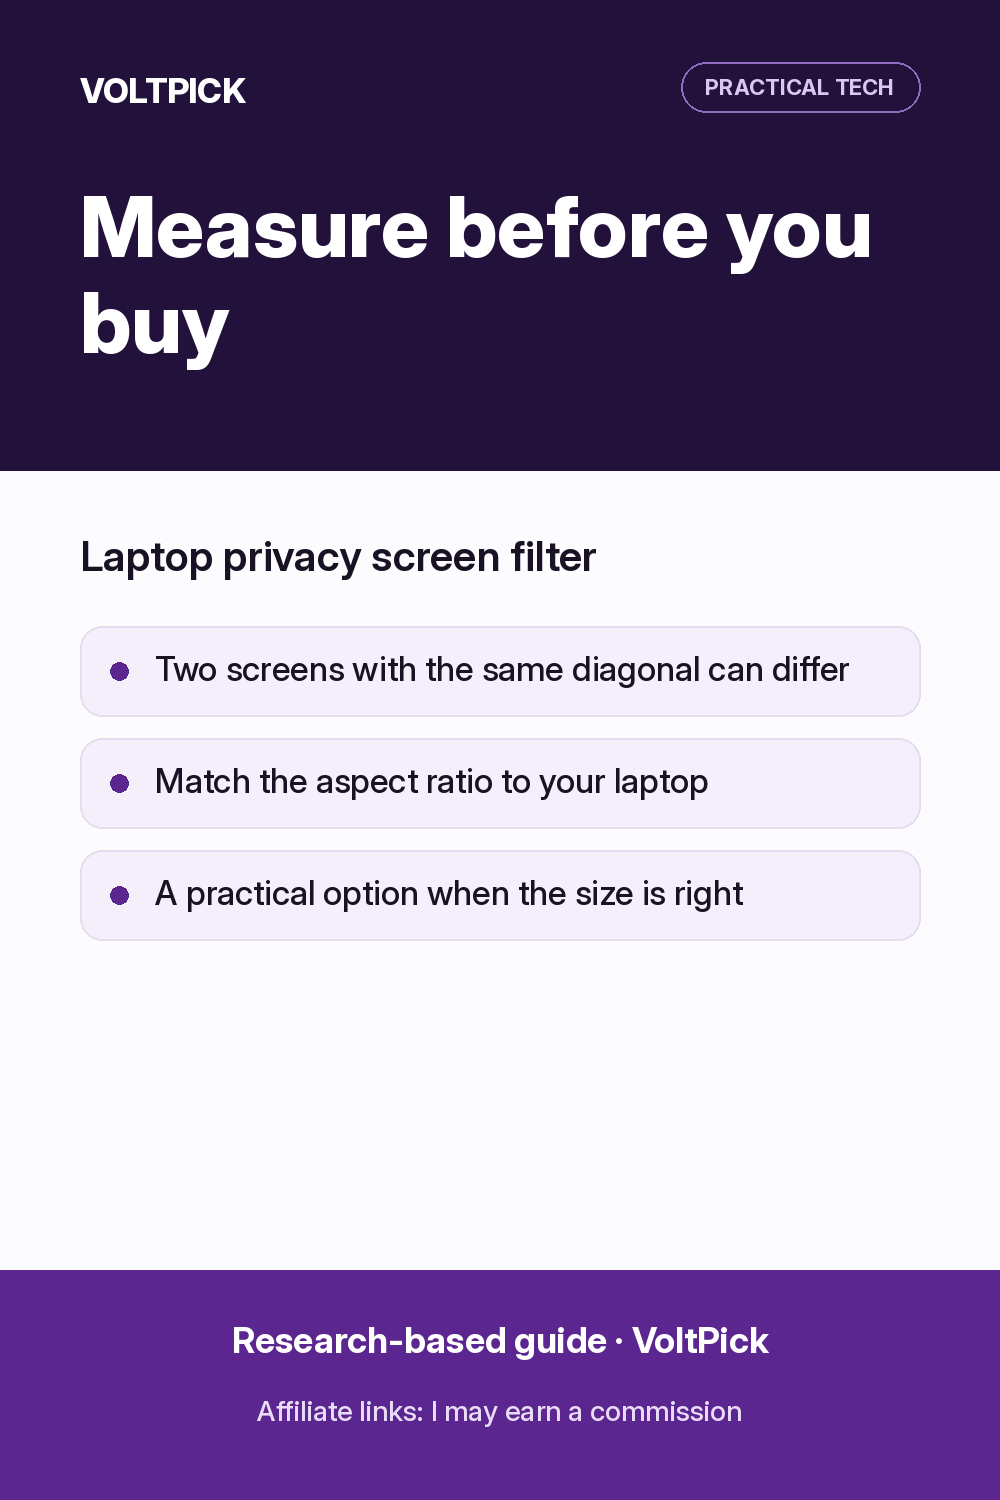 VOLTPICK
PRACTICAL TECH
Measure before you
buy
Laptop privacy screen filter
Two screens with the same diagonal can differ
Match the aspect ratio to your laptop
A practical option when the size is right
Research-based guide · VoltPick
Affiliate links: I may earn a commission